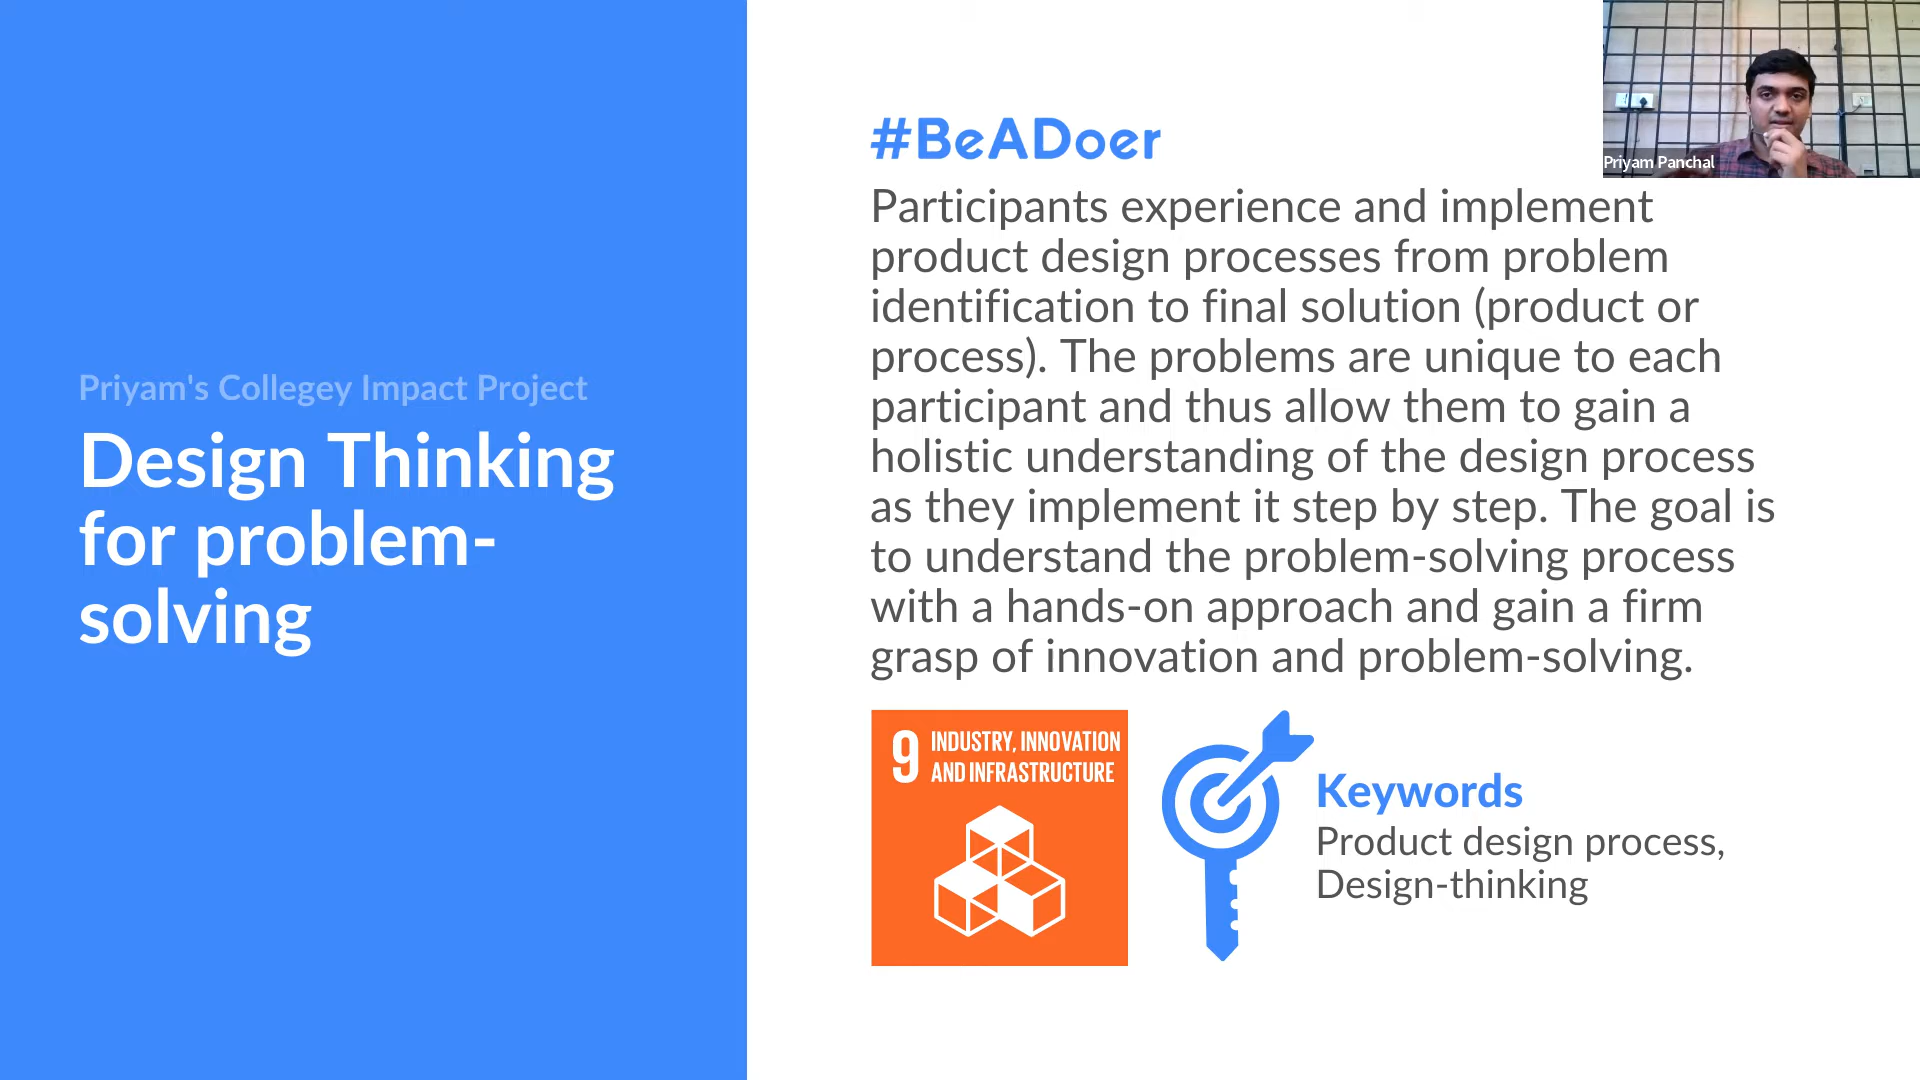 Priyam's Collegey Impact Project
Design Thinking
for problem-
solving
#BeADoer
Participants experience and implement
product design processes from problem
identification to final solution (product or
process). The problems are unique to each
participant and thus allow them to gain a
holistic understanding of the design process
as they implement it step by step. The goal is
to understand the problem-solving process
with a hands-on approach and gain a firm
grasp of innovation and problem-solving.
9 INDUSTRY, INNOVATION
AND INFRASTRUCTURE
Keywords
Product design process,
Design-thinking
Priyam Panchal